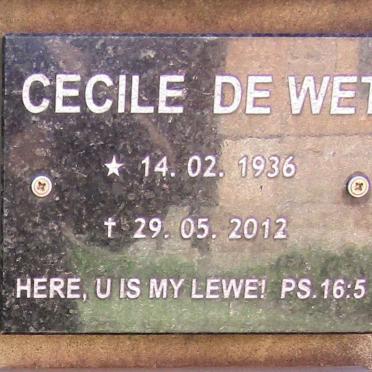 CECILE DE WET
★ 14. 02. 1936
† 29. 05. 2012
HERE, U IS MY LEWE! PS.16:5